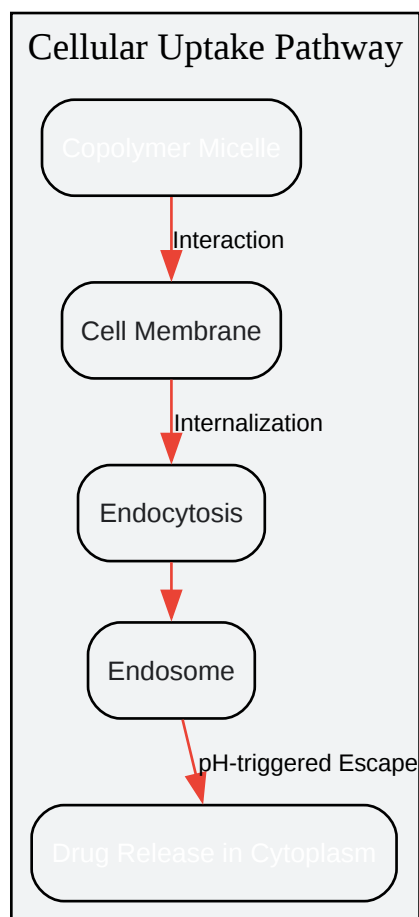 Cellular Uptake Pathway
Copolymer Micelle
Interaction
Cell Membrane
Internalization
Endocytosis
Endosome
pH-triggered Escape
Drug Release in Cytoplasm